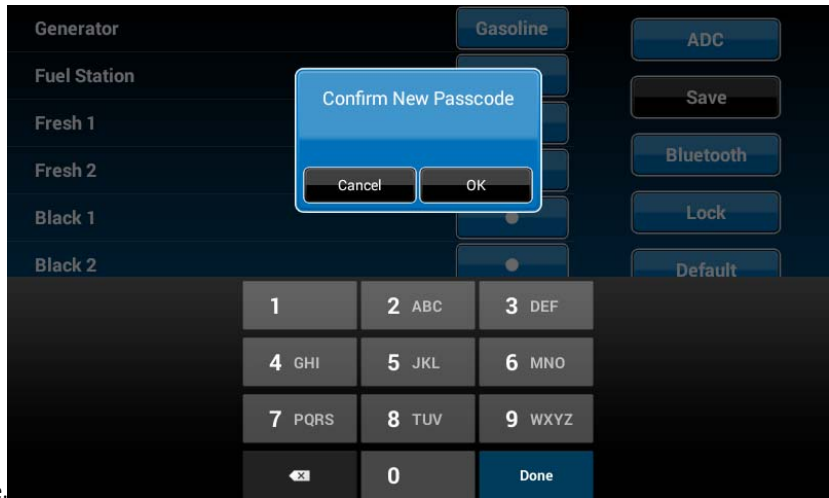 Generator Gasoline ADC
Fuel Station
Confirm New Passcode
Save
Fresh 1
Fresh 2 Bluetooth
Cancel OK
Black 1 Lock
Black 2 Default
1 2 ABC 3 DEF
4 GHI 5 JKL 6 MNO
7 PQRS 8 TUV 9 WXYZ
0 Done